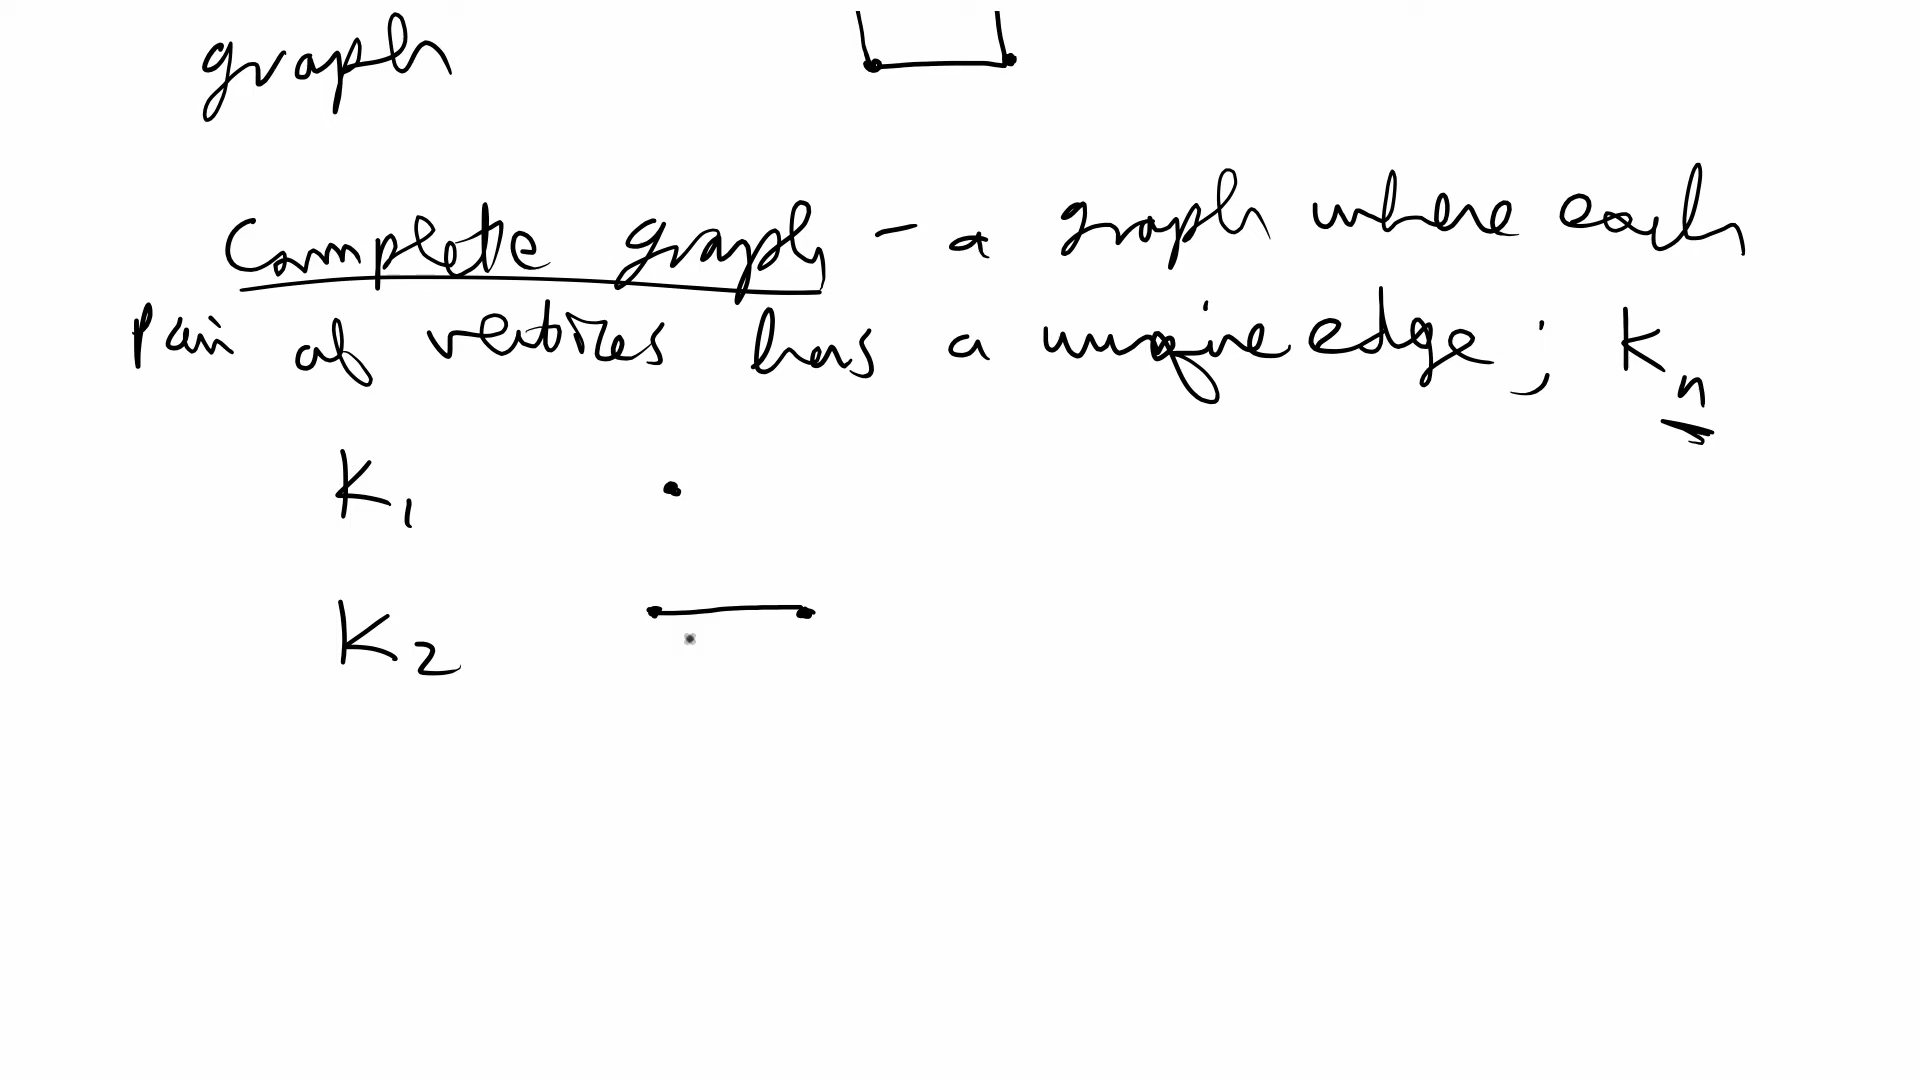 graph
Complete graph - a graph where each
pair of vertices has a unique edge; Kn
K1
K2